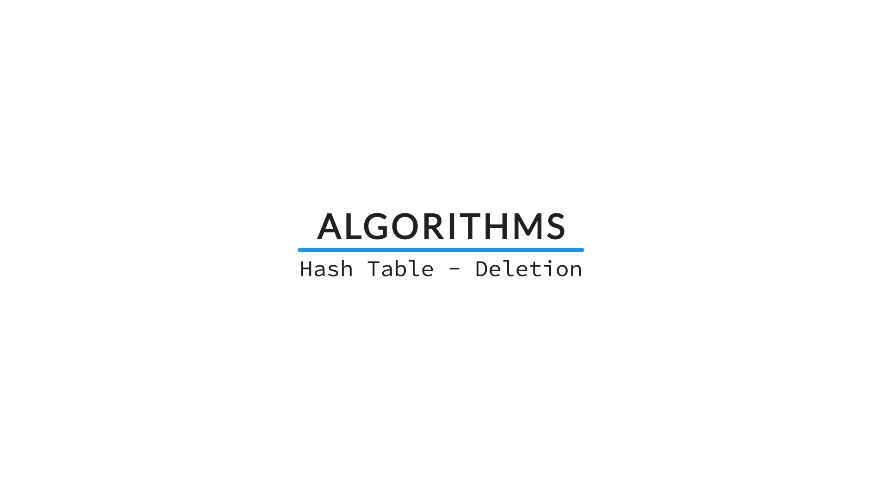 ALGORITHMS
Hash Table - Deletion